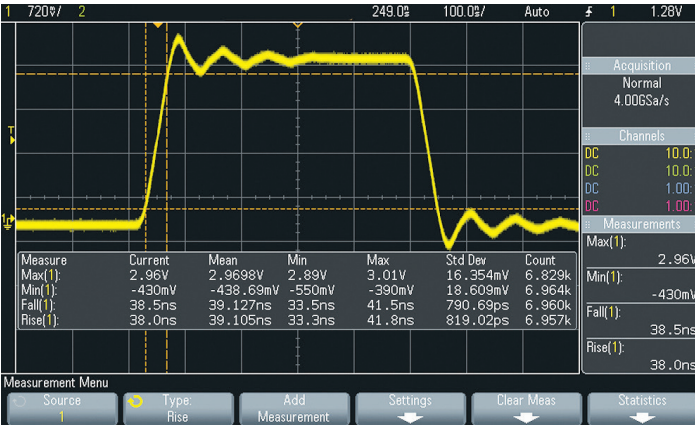 1 720▿/ 2 249.0▿ 100.0▿/ Auto 1 1.28V
Acquisition
Normal
4.00GSa/s
Channels
DC 10.0:
DC 10.0:
DC 1.00:
DC 1.00:
Measurements
Max(1):
2.96V
Min(1):
-430m
Fall(1):
38.5ns
Rise(1):
38.0ns
T
1
Measure Current Mean Min Max Std Dev Count
Max(1): 2.96V 2.9698V 2.89V 3.01V 16.354mV 6.829k
Min(1): -430mV -438.69mV -550mV -390mV 18.609mV 6.964k
Fall(1): 38.5ns 39.127ns 33.5ns 41.5ns 790.69ps 6.960k
Rise(1): 38.0ns 39.105ns 33.3ns 41.8ns 819.02ps 6.957k
Measurement Menu
Source
1
Type:
Rise
Add
Measurement
Settings
Clear Meas
Statistics